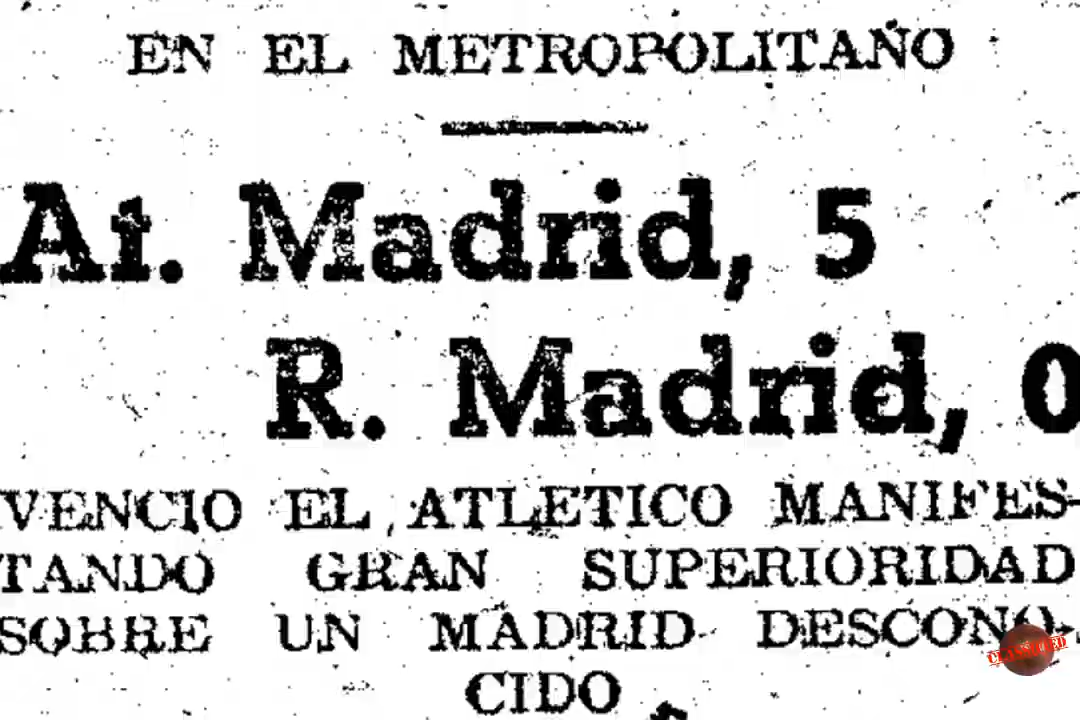 EN EL METROPOLITANO
At. Madrid, 5
R. Madrid, 0
VENCIO EL ATLETICO MANIFES-
TANDO GRAN SUPERIORIDAD
SOBRE UN MADRID DESCONO-
CIDO
CLASSIFIED